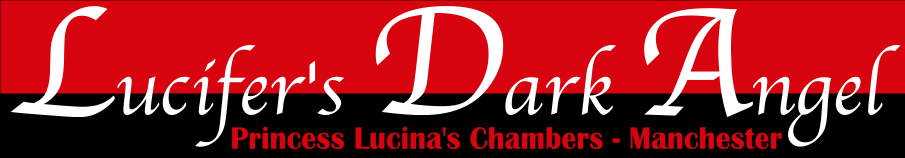 Lucifer's Dark Angel
Princess Lucina's Chambers - Manchester